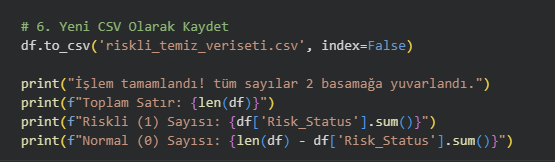 # 6. Yeni CSV Olarak Kaydet
df.to_csv('riskli_temiz_veriseti.csv', index=False)
print("İşlem tamamlandı! tüm sayılar 2 basamağa yuvarlandı.")
print(f"Toplam Satır: {len(df)}")
print(f"Riskli (1) Sayısı: {df['Risk_Status'].sum()}")
print(f"Normal (0) Sayısı: {len(df) - df['Risk_Status'].sum()}")